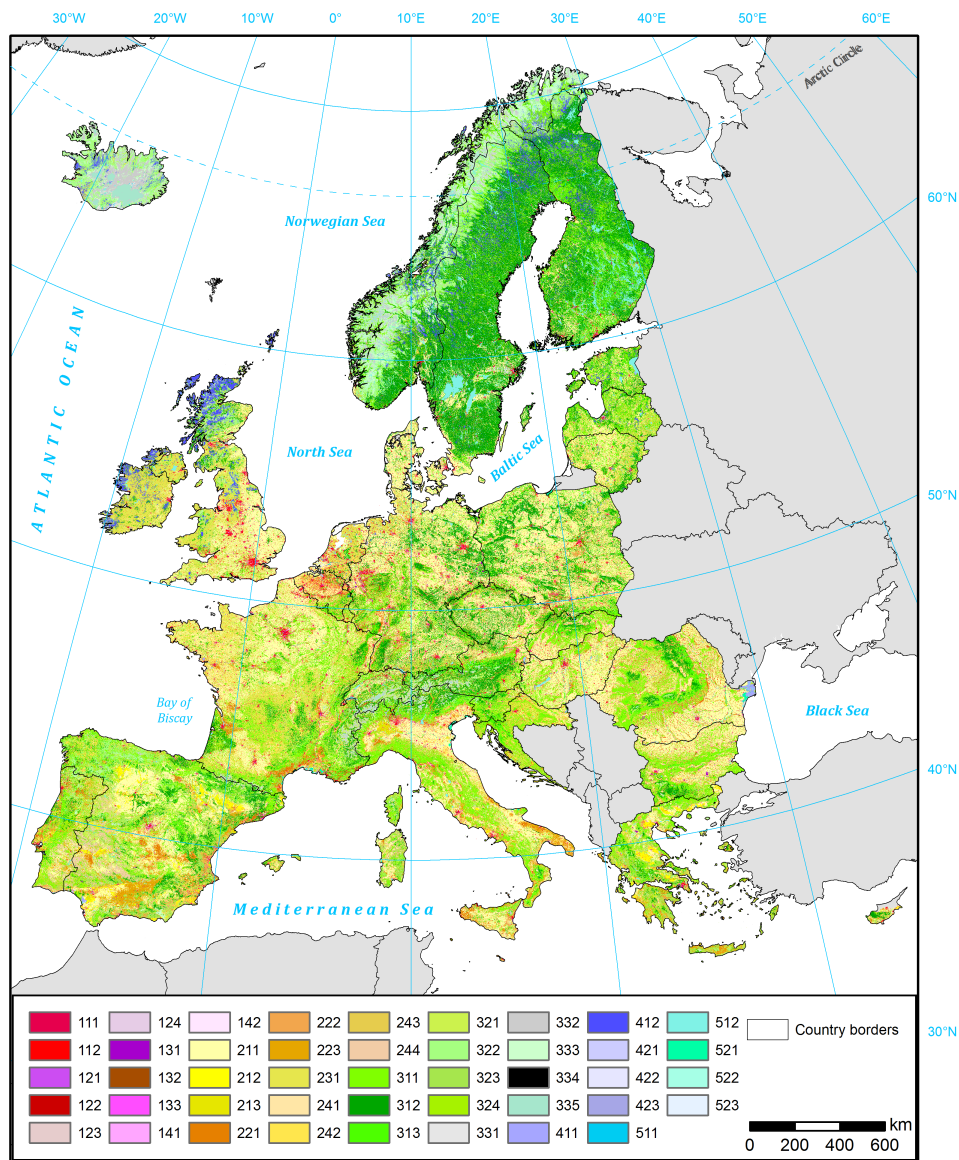 30°W 20°W 10°W 0° 10°E 20°E 30°E 40°E 50°E 60°E
Arctic Circle
60°N
Norwegian Sea
ATLANTIC OCEAN
North Sea
Baltic Sea
50°N
Bay of
Biscay
Black Sea
40°N
Mediterranean Sea
111 124 142 222 243 321 332 412 512 Country borders
30°N
112 131 211 223 244 322 333 421 521
121 132 212 231 311 323 334 422 522
122 133 213 241 312 324 335 423 523
123 141 221 242 313 331 411 511
km
0 200 400 600